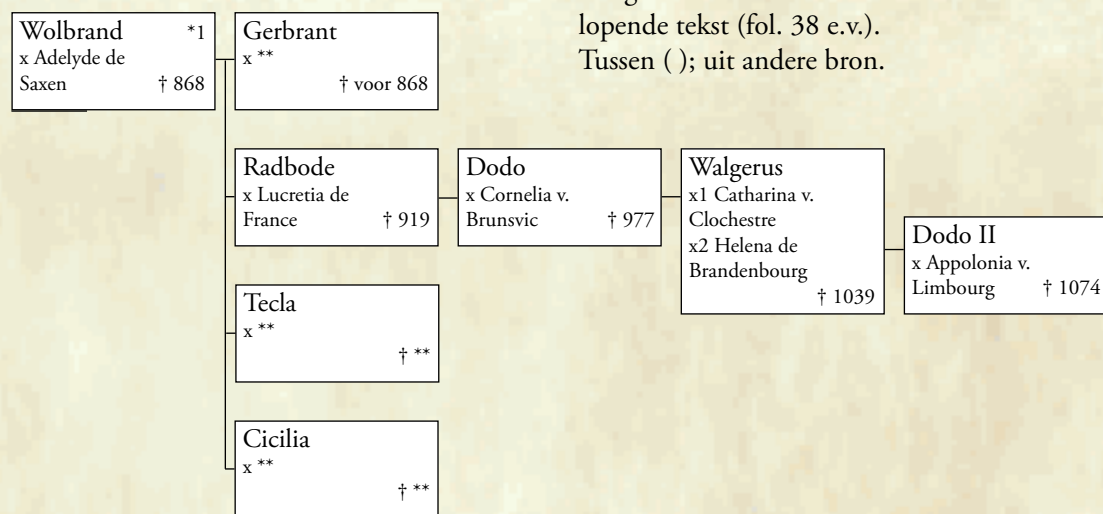 lopende tekst (fol. 38 e.v.).
Tussen ( ); uit andere bron.
Wolbrand *1
x Adelyde de
Saxen † 868
Gerbrant
x **
† voor 868
Radbode
x Lucretia de
France † 919
Dodo
x Cornelia v.
Brunsvic † 977
Walgerus
x1 Catharina v.
Clochestre
x2 Helena de
Brandenbourg
† 1039
Dodo II
x Appolonia v.
Limbourg † 1074
Tecla
x **
† **
Cicilia
x **
† **